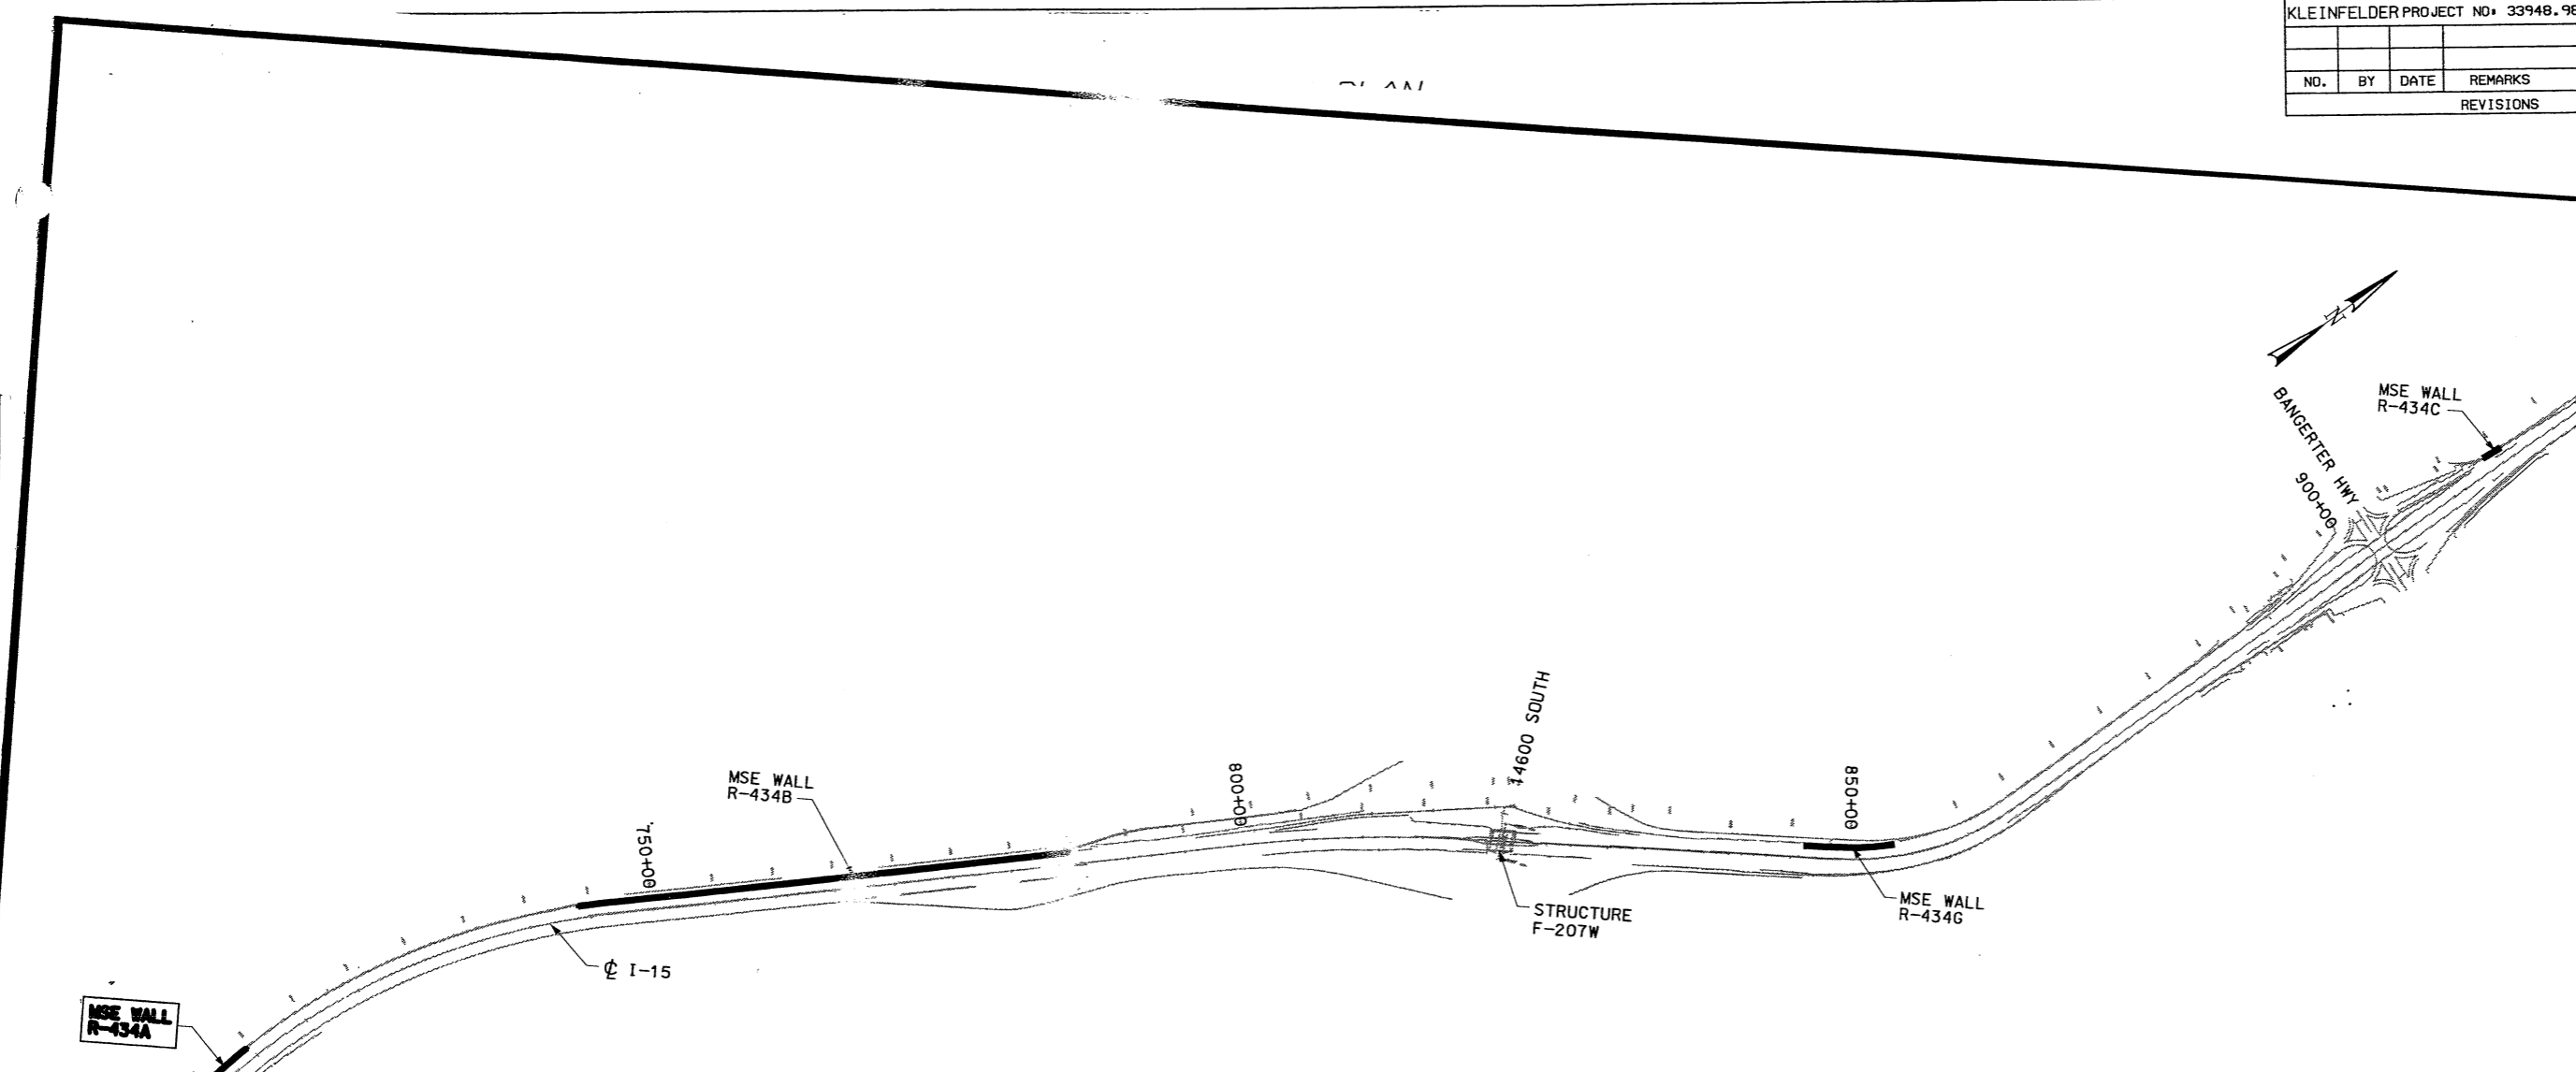 KLEINFELDER PROJECT NO: 33948.98
NO. BY DATE REMARKS
REVISIONS
N
MSE WALL
R-434C
BANGERTER HWY
900+00
14600 SOUTH
MSE WALL
R-434B
800+00
850+00
750+00
MSE WALL
R-434G
STRUCTURE
F-207W
℄ I-15
MSE WALL
R-434A